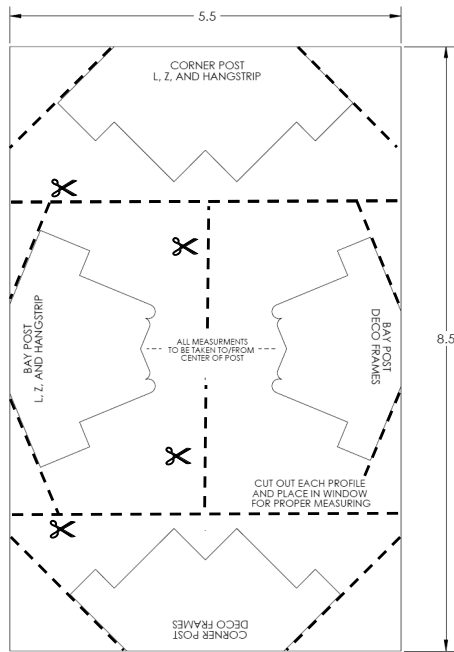 5.5
CORNER POST
L, Z, AND HANGSTRIP
8.5
BAY POST
L, Z, AND HANGSTRIP
ALL MEASURMENTS
TO BE TAKEN TO/FROM
CENTER OF POST
BAY POST
DECO FRAMES
CUT OUT EACH PROFILE
AND PLACE IN WINDOW
FOR PROPER MEASURING
CORNER POST
DECO FRAMES